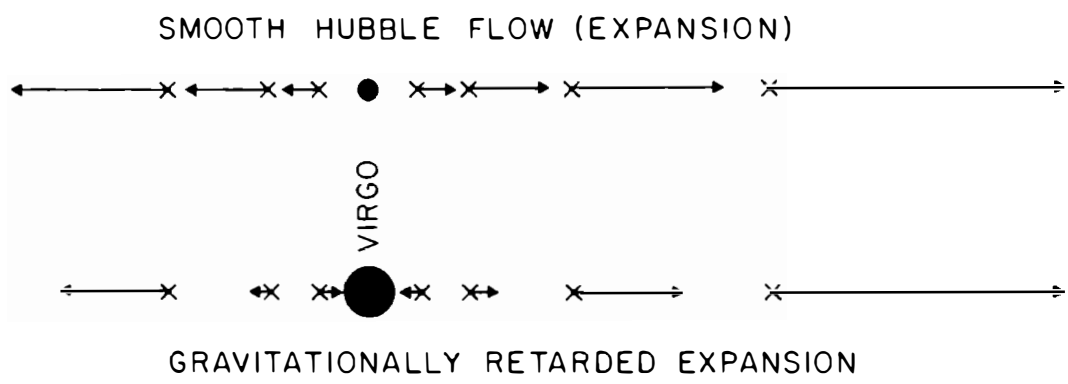 SMOOTH HUBBLE FLOW (EXPANSION)
VIRGO
GRAVITATIONALLY RETARDED EXPANSION